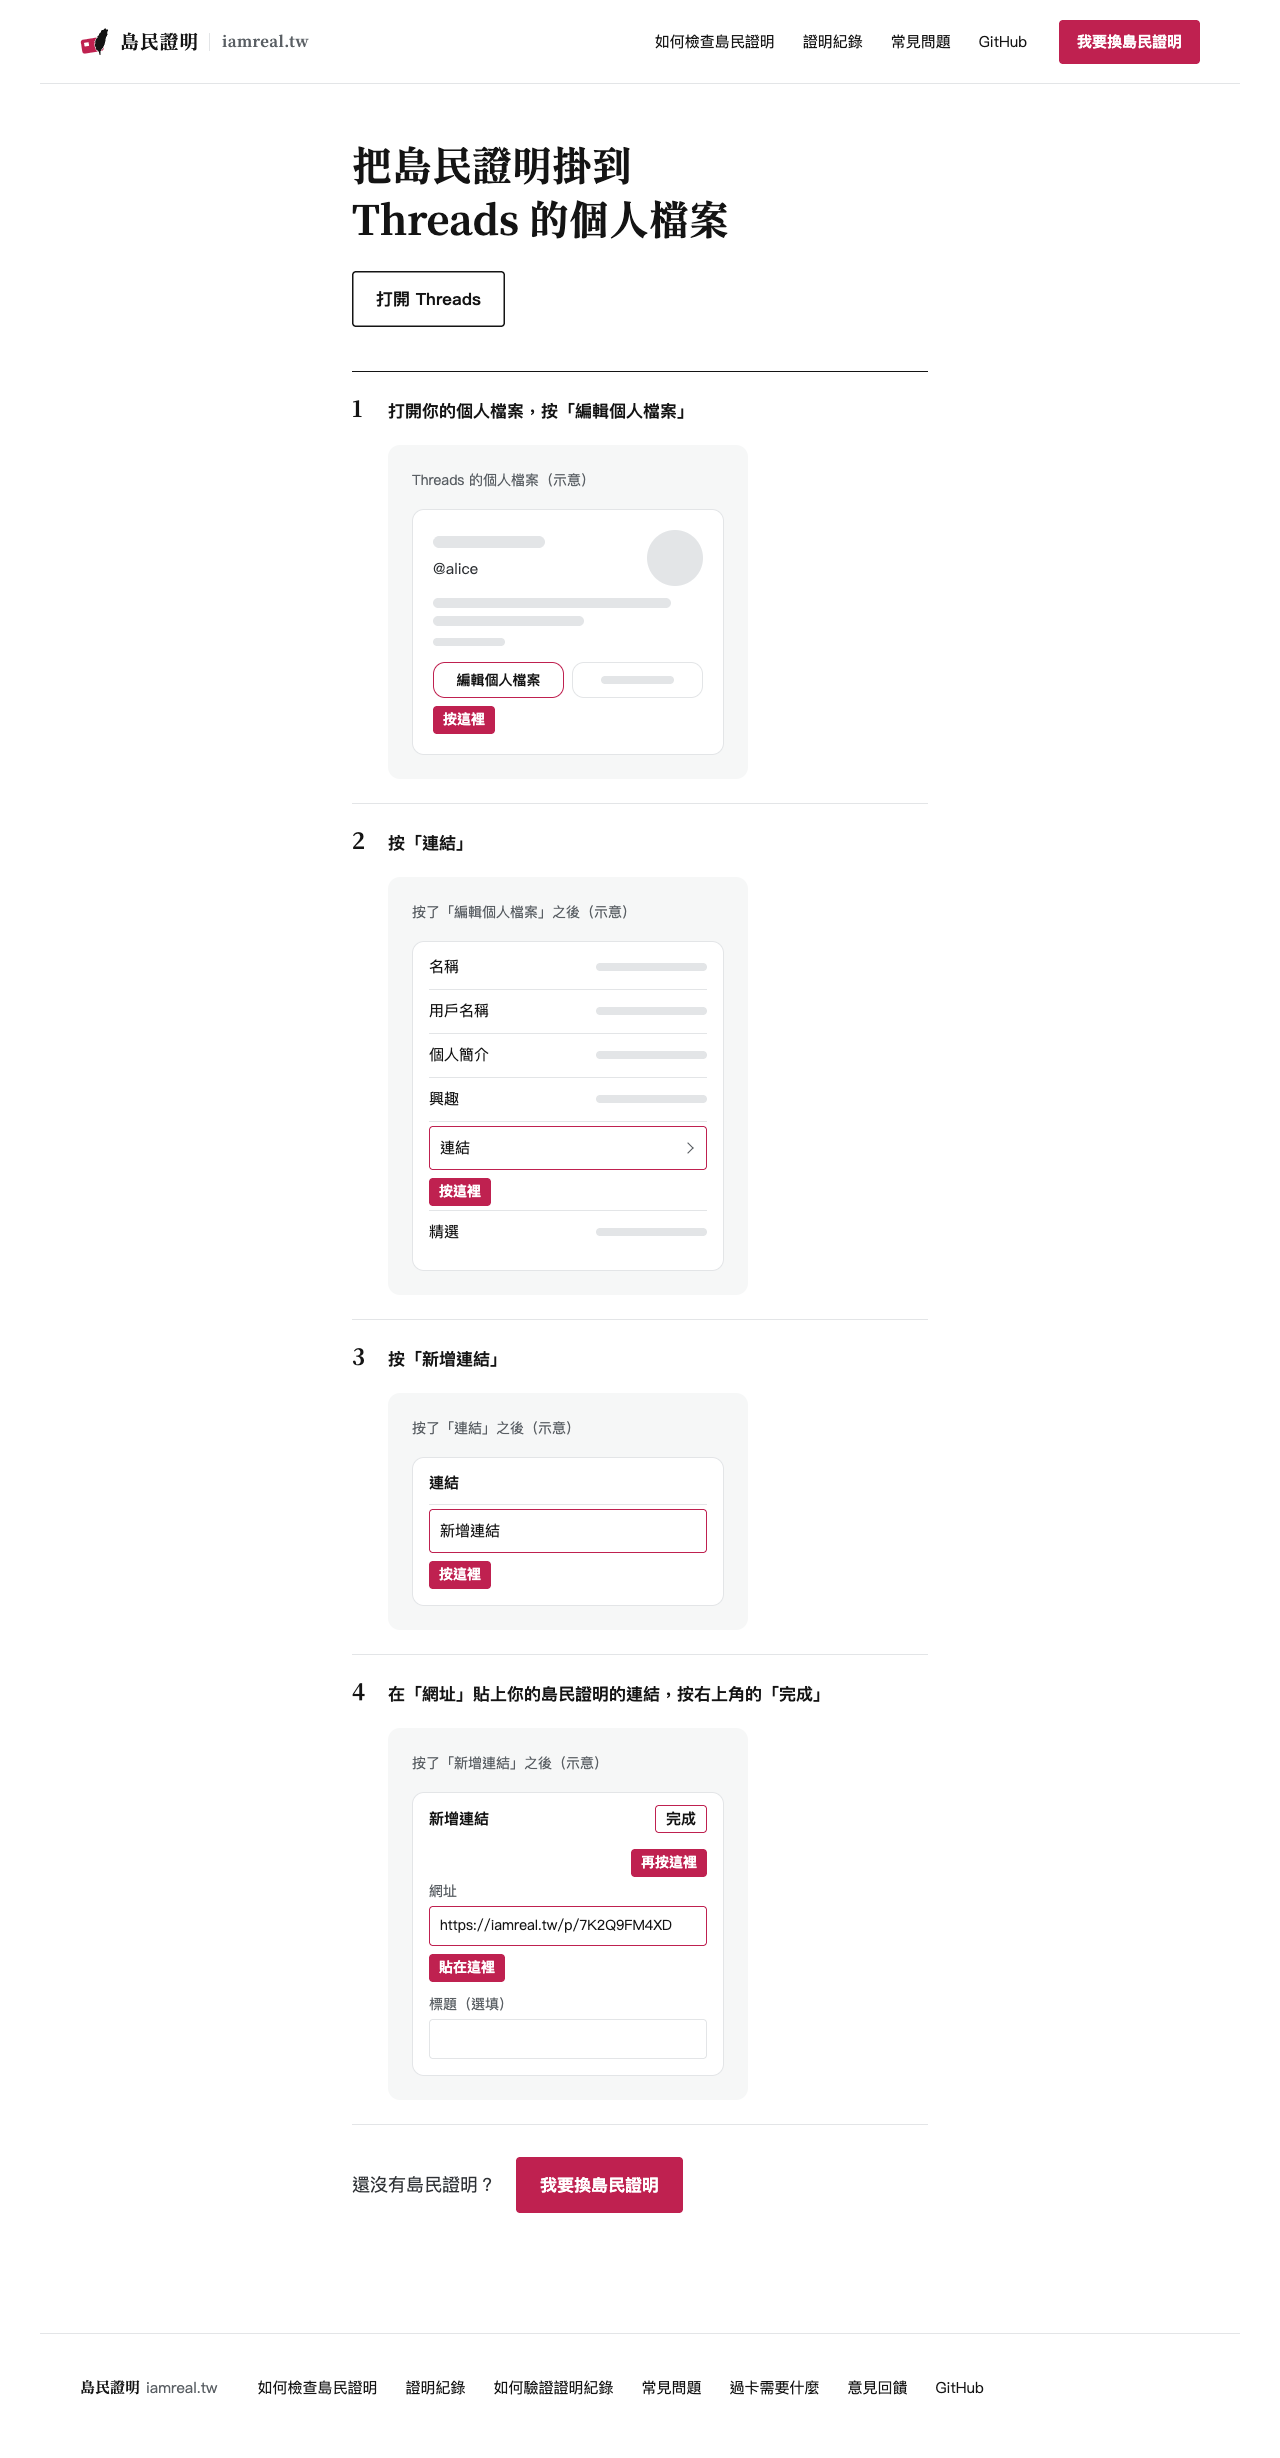 島民證明 iamreal.tw 如何檢查島民證明 證明紀錄 常見問題 GitHub 我要換島民證明
把島民證明掛到
Threads 的個人檔案
打開 Threads
1 打開你的個人檔案，按「編輯個人檔案」
Threads 的個人檔案（示意）
@alice
編輯個人檔案
按這裡
2 按「連結」
按了「編輯個人檔案」之後（示意）
名稱
用戶名稱
個人簡介
興趣
連結
按這裡
精選
3 按「新增連結」
按了「連結」之後（示意）
連結
新增連結
按這裡
4 在「網址」貼上你的島民證明的連結，按右上角的「完成」
按了「新增連結」之後（示意）
新增連結 完成
再按這裡
網址
https://iamreal.tw/p/7K2Q9FM4XD
貼在這裡
標題（選填）
還沒有島民證明？ 我要換島民證明
島民證明 iamreal.tw 如何檢查島民證明 證明紀錄 如何驗證證明紀錄 常見問題 過卡需要什麼 意見回饋 GitHub